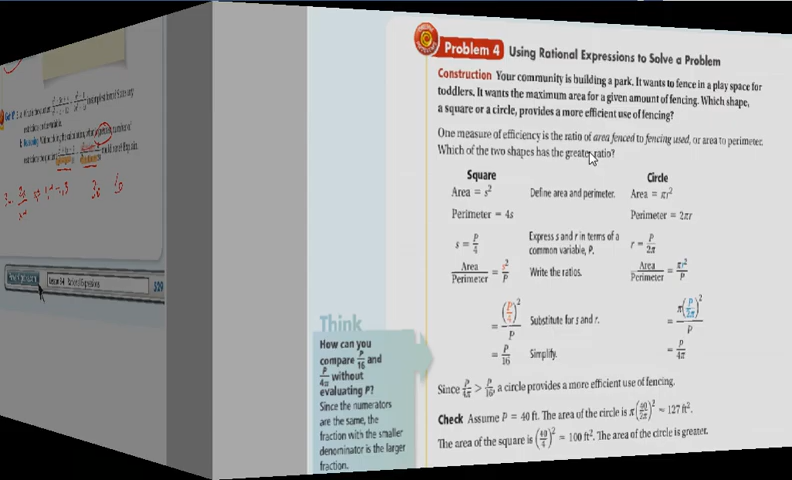 Problem 4 Using Rational Expressions to Solve a Problem
Construction Your community is building a park. It wants to fence in a play space for
toddlers. It wants the maximum area for a given amount of fencing. Which shape,
a square or a circle, provides a more efficient use of fencing?
One measure of efficiency is the ratio of area fenced to fencing used, or area to perimeter.
Which of the two shapes has the greater ratio?
Square Circle
Area = s² Define area and perimeter. Area = πr²
Perimeter = 4s Perimeter = 2πr
s = P/4 Express s and r in terms of a common variable, P. r = P/2π
Area/Perimeter = s²/P Write the ratios. Area/Perimeter = πr²/P
= (P/4)²/P Substitute for s and r. = π(P/2π)²/P
= P/16 Simplify. = P/4π
Since P/4π > P/16, a circle provides a more efficient use of fencing.
Check Assume P = 40 ft. The area of the circle is π(40/2π)² ≈ 127 ft².
The area of the square is (40/4)² = 100 ft². The area of the circle is greater.
Think
How can you
compare P/16 and
P/4π without
evaluating P?
Since the numerators
are the same, the
fraction with the smaller
denominator is the larger
fraction.
Rational Expressions
529